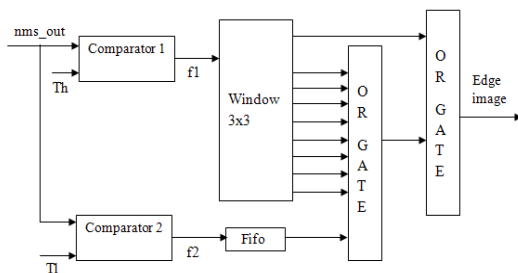 nms_out
Comparator 1
Th
f1
Window
3x3
O
R
G
A
T
E
O
R
G
A
T
E
Edge
image
Comparator 2
Tl
f2
Fifo